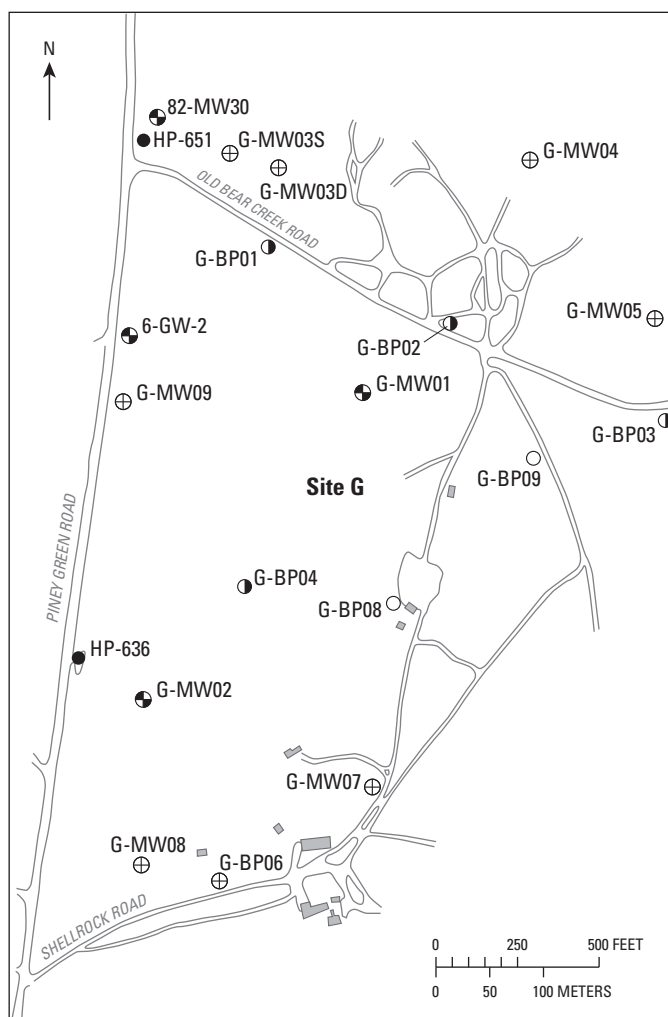 N
82-MW30
HP-651
G-MW03S
G-MW03D
G-MW04
OLD BEAR CREEK ROAD
G-BP01
G-MW05
6-GW-2
G-BP02
G-MW01
G-MW09
G-BP03
G-BP09
Site G
PINEY GREEN ROAD
G-BP04
G-BP08
HP-636
G-MW02
G-MW07
G-MW08
G-BP06
SHELLROCK ROAD
0 250 500 FEET
0 50 100 METERS